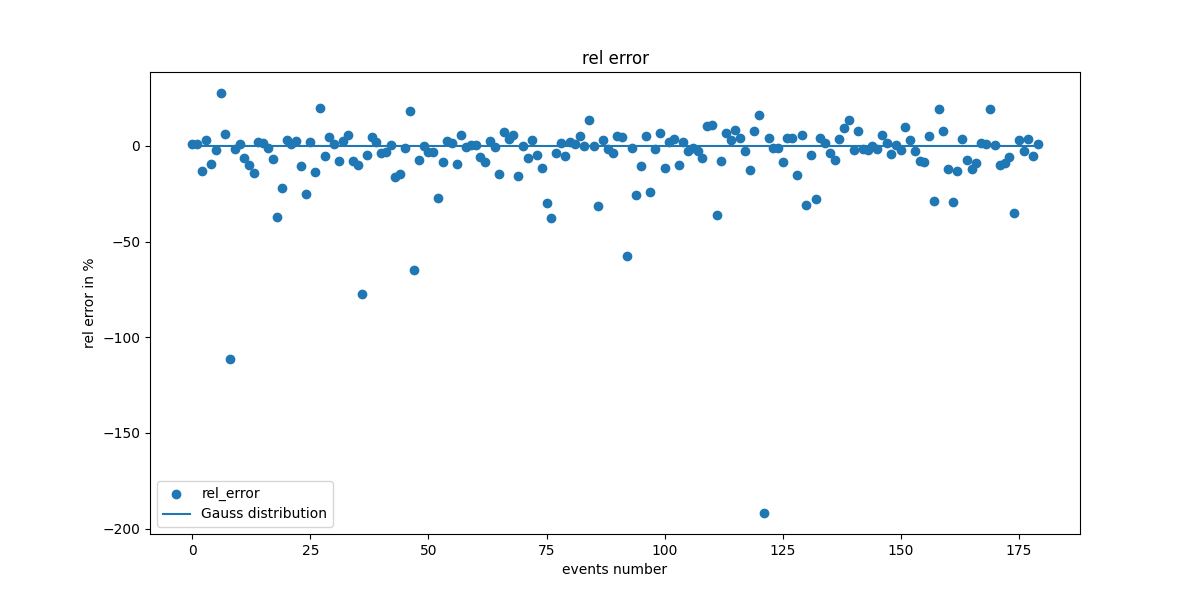 rel error
0
−50
−100
−150
−200
rel error in %
rel_error
Gauss distribution
0 25 50 75 100 125 150 175
events number